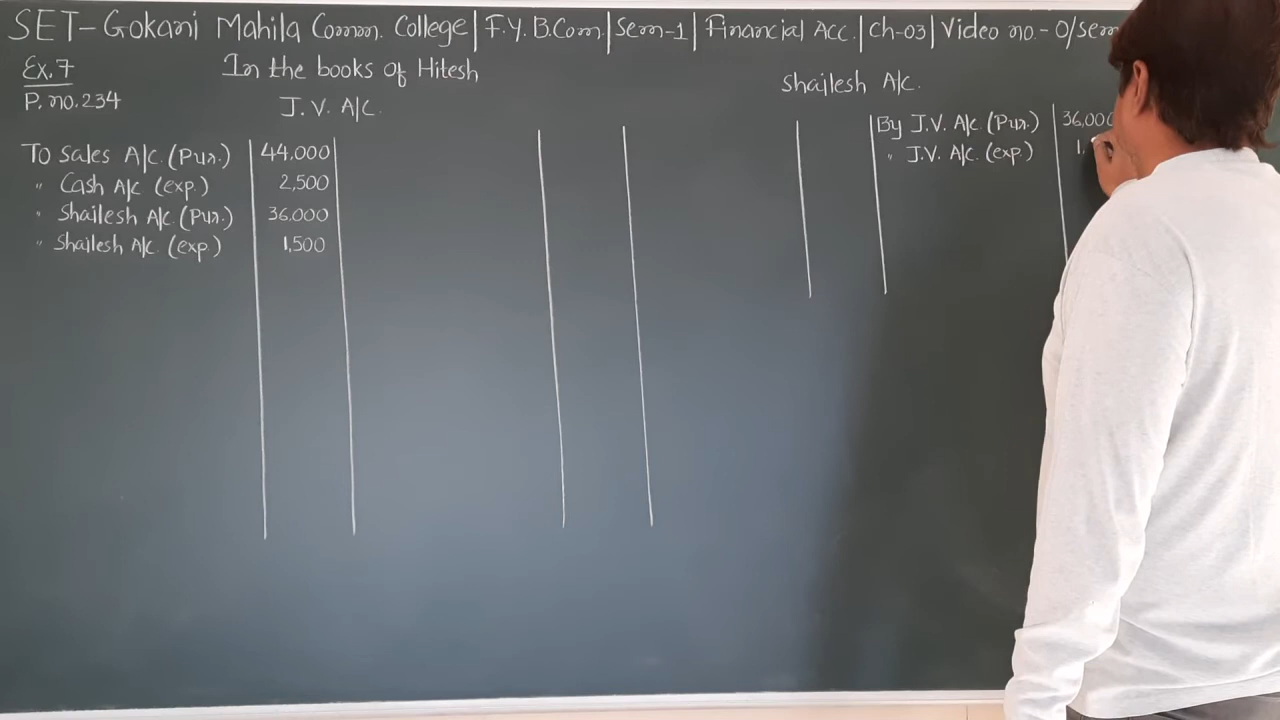 SET-Gokani Mahila Comm. College | F.Y. B.Com. | Sem-1 | Financial Acc. | Ch-03 | Video no.- 0/sem
Ex.7
P. no.234
In the books of Hitesh
J.V. A/C.
To Sales A/C. (Pur.) 44,000
" Cash A/C (exp.) 2,500
" Shailesh A/C. (Pur.) 36,000
" Shailesh A/C. (exp.) 1,500
Shailesh A/C.
By J.V. A/C. (Pur.) 36,000
" J.V. A/C. (exp.) 1,